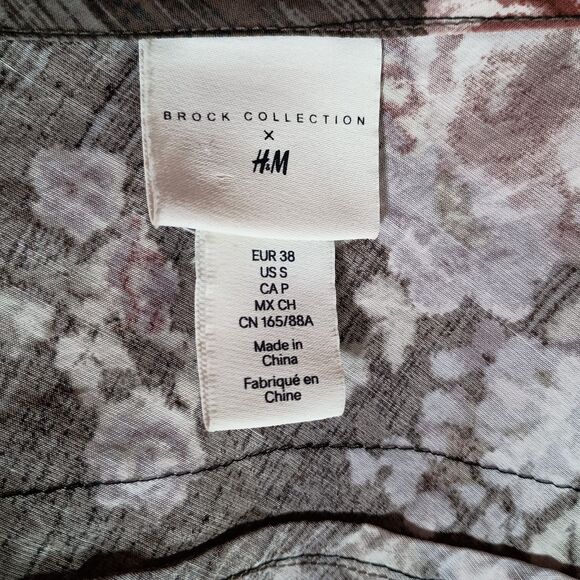 BROCK COLLECTION
×
H&M
EUR 38
US S
CA P
MX CH
CN 165/88A
Made in
China
Fabriqué en
Chine